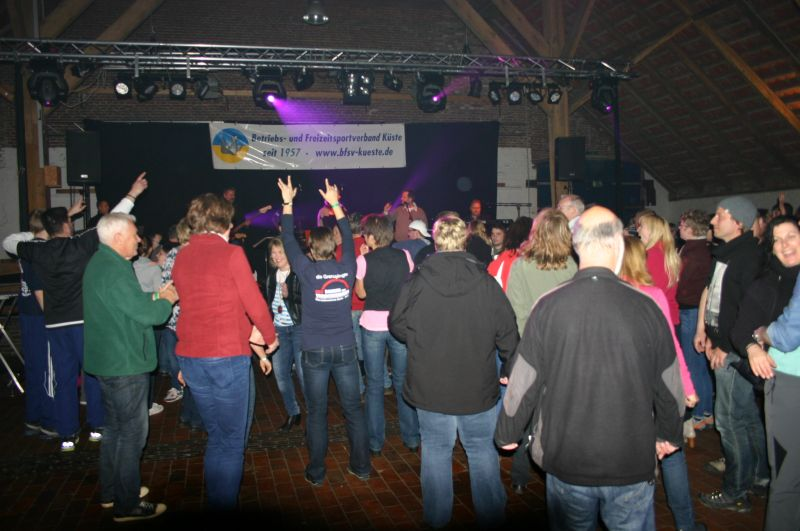 Betriebs- und Freizeitsportverband Küste
seit 1957 - www.bfsv-kueste.de